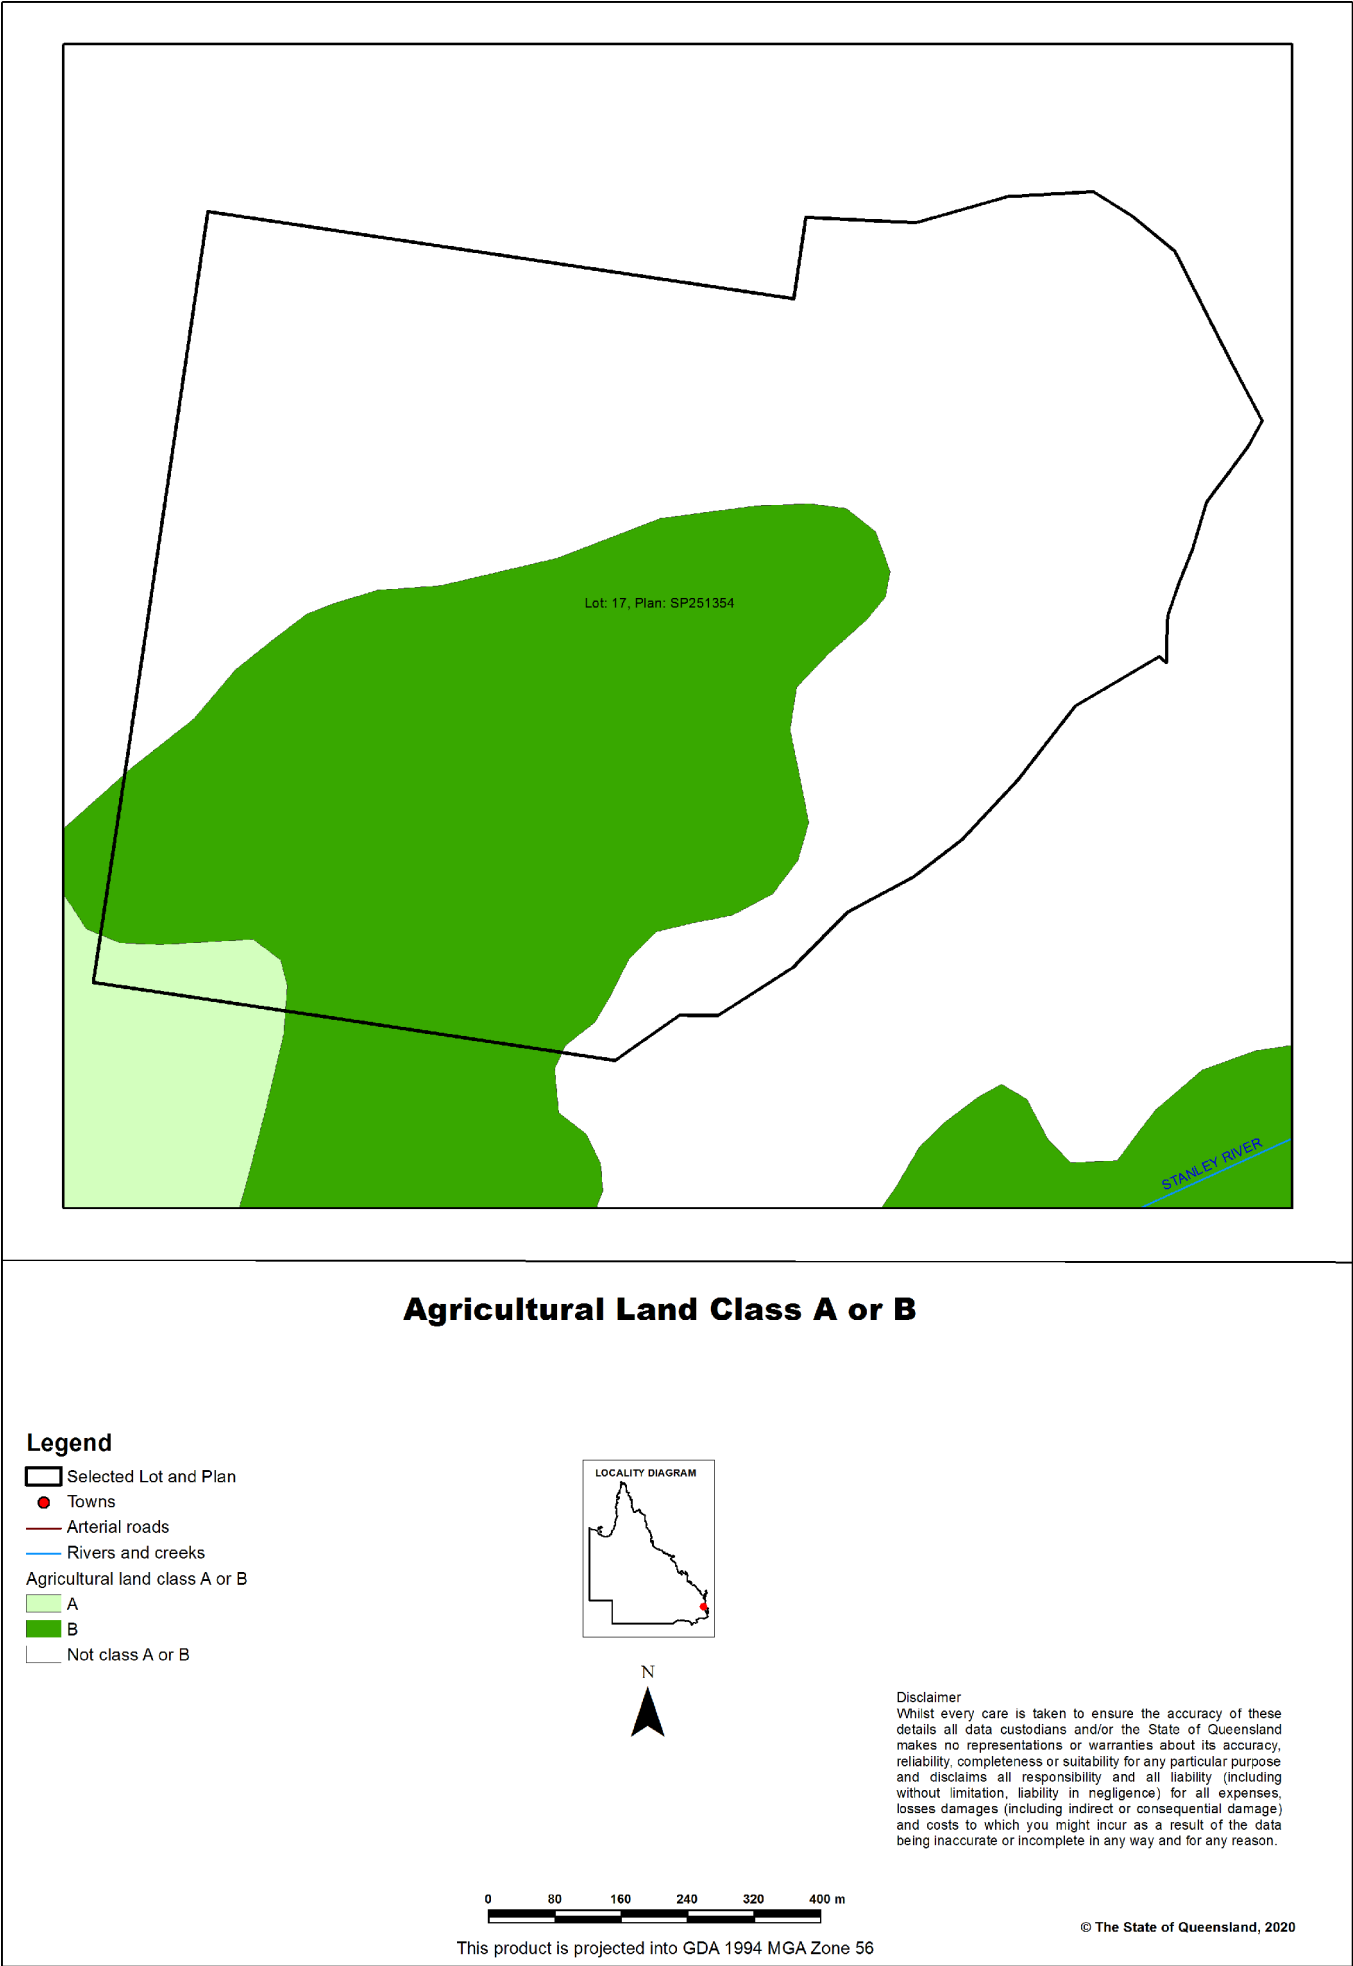 Lot: 17, Plan: SP251354
STANLEY RIVER
Agricultural Land Class A or B
Legend
Selected Lot and Plan
Towns
Arterial roads
Rivers and creeks
Agricultural land class A or B
A
B
Not class A or B
LOCALITY DIAGRAM
N
Disclaimer
Whilst every care is taken to ensure the accuracy of these
details all data custodians and/or the State of Queensland
makes no representations or warranties about its accuracy,
reliability, completeness or suitability for any particular purpose
and disclaims all responsibility and all liability (including
without limitation, liability in negligence) for all expenses,
losses damages (including indirect or consequential damage)
and costs to which you might incur as a result of the data
being inaccurate or incomplete in any way and for any reason.
0 80 160 240 320 400 m
© The State of Queensland, 2020
This product is projected into GDA 1994 MGA Zone 56